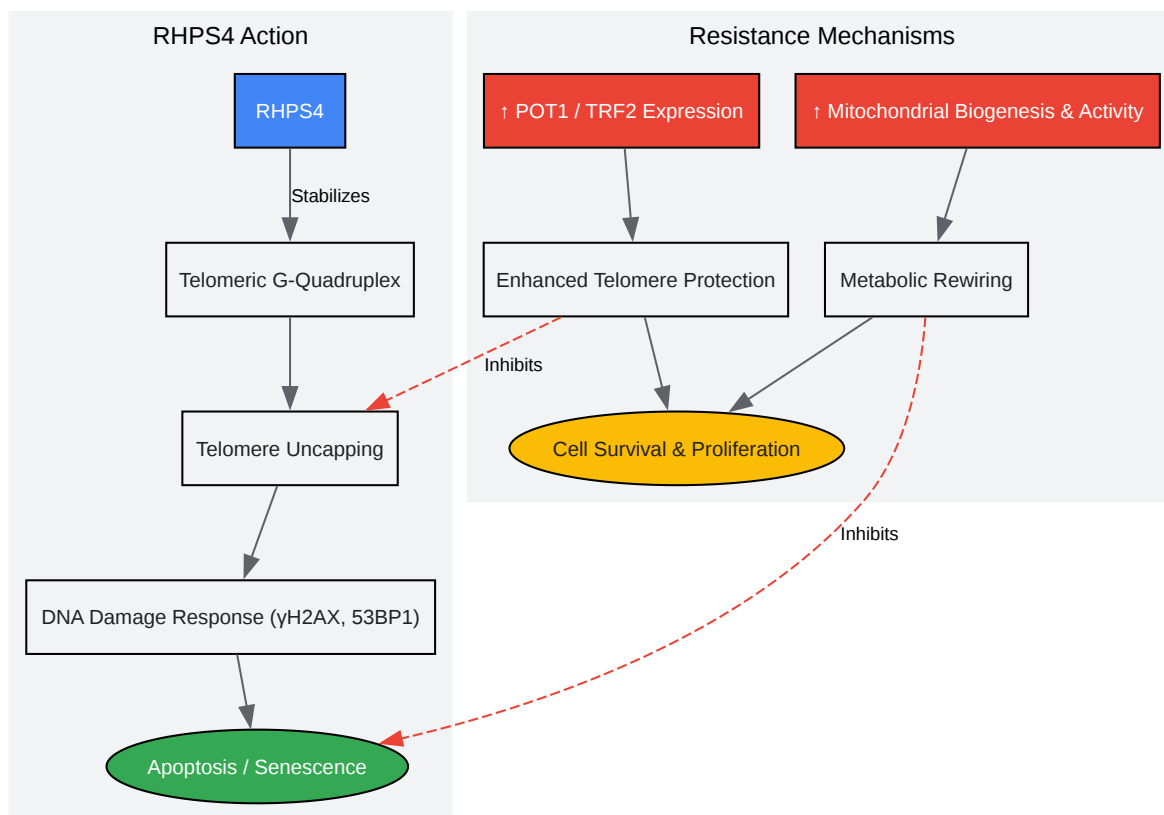 RHPS4 Action
RHPS4
Stabilizes
Telomeric G-Quadruplex
Telomere Uncapping
DNA Damage Response (γH2AX, 53BP1)
Apoptosis / Senescence
Resistance Mechanisms
↑ POT1 / TRF2 Expression
↑ Mitochondrial Biogenesis & Activity
Enhanced Telomere Protection
Metabolic Rewiring
Inhibits
Cell Survival & Proliferation
Inhibits